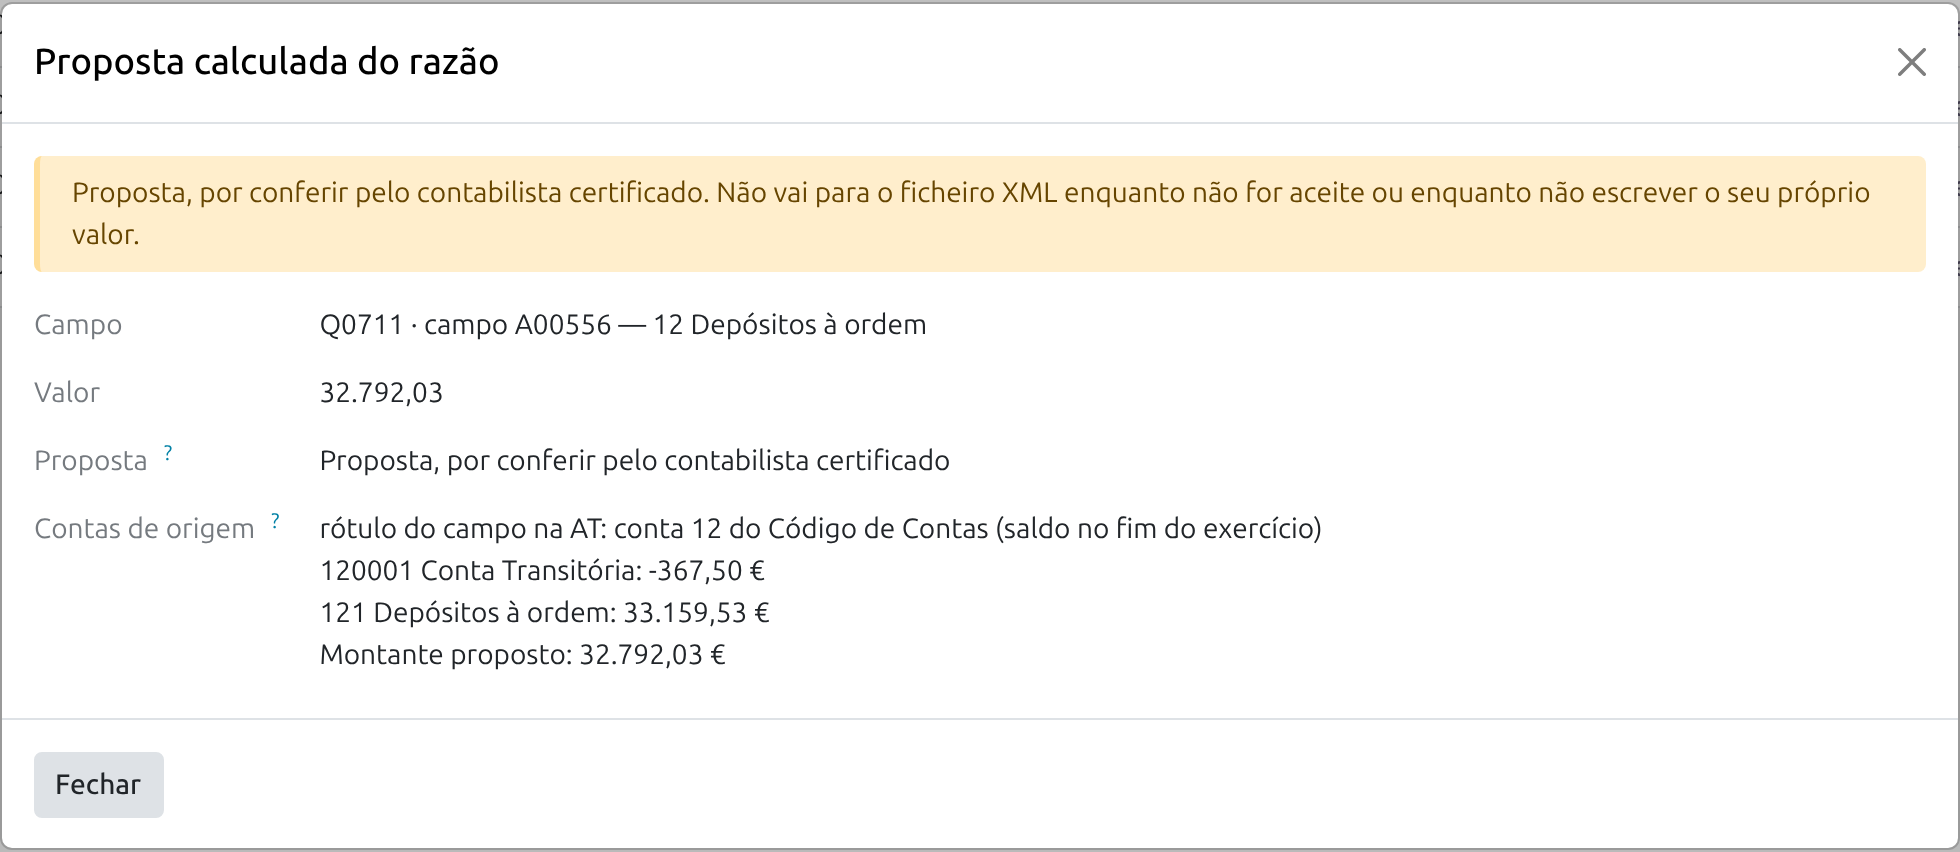 Proposta calculada do razão
Proposta, por conferir pelo contabilista certificado. Não vai para o ficheiro XML enquanto não for aceite ou enquanto não escrever o seu próprio
valor.
Campo Q0711 · campo A00556 — 12 Depósitos à ordem
Valor 32.792,03
Proposta ? Proposta, por conferir pelo contabilista certificado
Contas de origem ? rótulo do campo na AT: conta 12 do Código de Contas (saldo no fim do exercício)
120001 Conta Transitória: -367,50 €
121 Depósitos à ordem: 33.159,53 €
Montante proposto: 32.792,03 €
Fechar